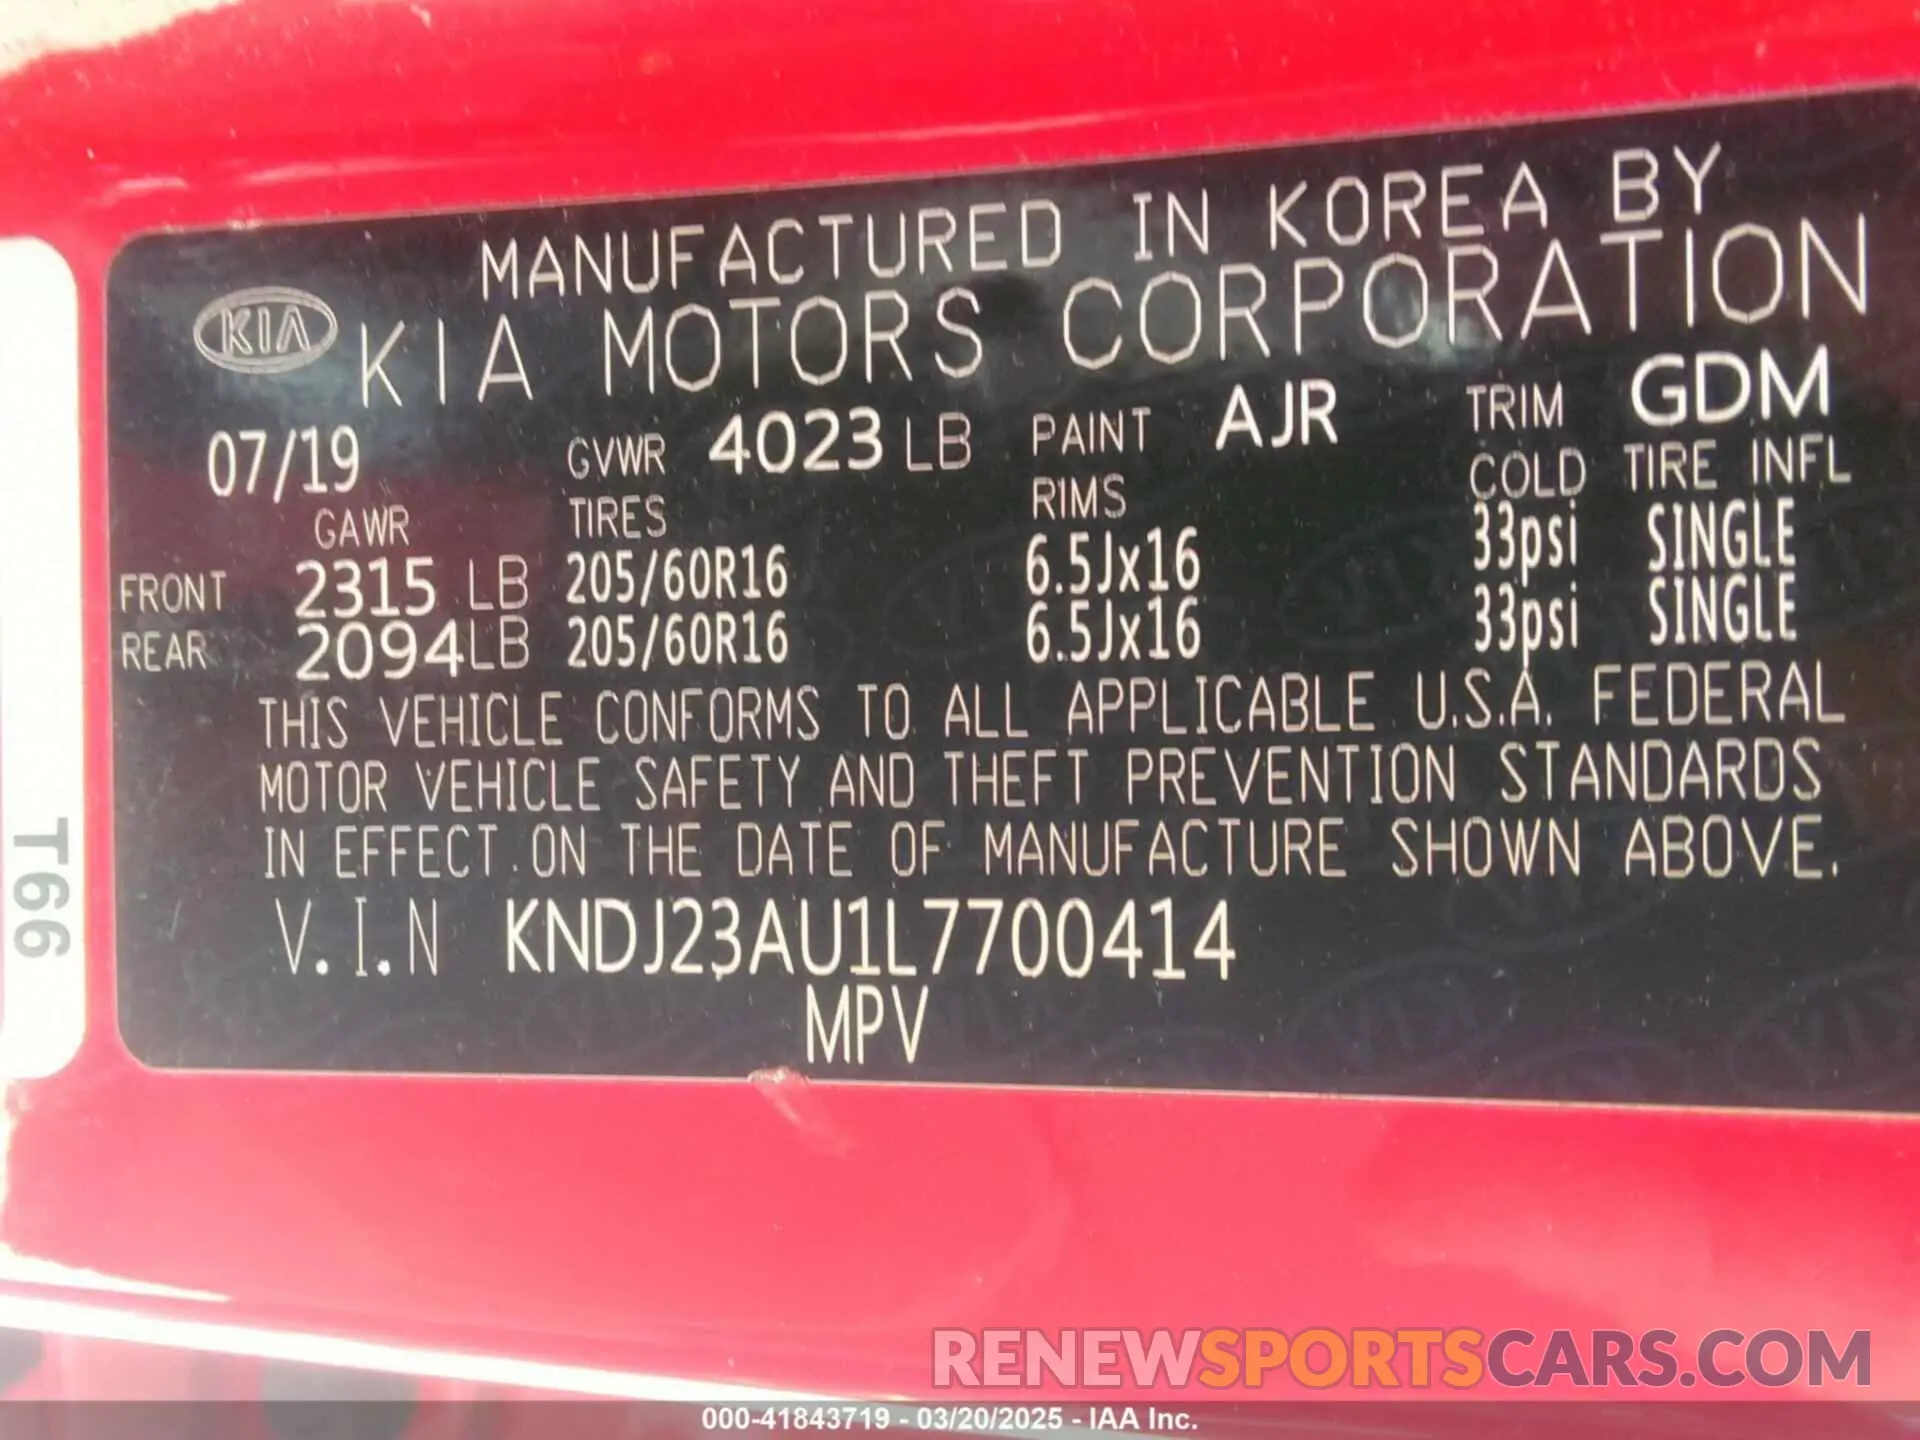 MANUFACTURED IN KOREA BY
KIA KIA MOTORS CORPORATION
07/19 GVWR 4023 LB PAINT AJR TRIM GDM
GAWR TIRES RIMS COLD TIRE INFL
FRONT 2315 LB 205/60R16 6.5Jx16 33psi SINGLE
REAR 2094 LB 205/60R16 6.5Jx16 33psi SINGLE
THIS VEHICLE CONFORMS TO ALL APPLICABLE U.S.A. FEDERAL
MOTOR VEHICLE SAFETY AND THEFT PREVENTION STANDARDS
IN EFFECT ON THE DATE OF MANUFACTURE SHOWN ABOVE.
V.I.N KNDJ23AU1L7700414
MPV
T66
RENEWSPORTSCARS.COM
000-41843719 - 03/20/2025 - IAA Inc.